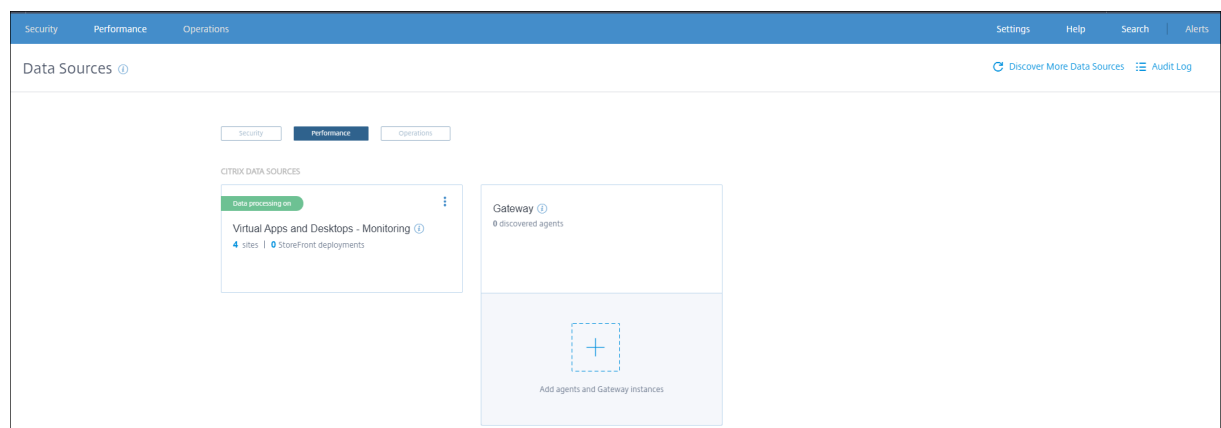 Security Performance Operations Settings Help Search Alerts
Data Sources Discover More Data Sources Audit Log
Security Performance Operations
CITRIX DATA SOURCES
Data processing on
Virtual Apps and Desktops - Monitoring
4 sites | 0 StoreFront deployments
Gateway
0 discovered agents
Add agents and Gateway instances